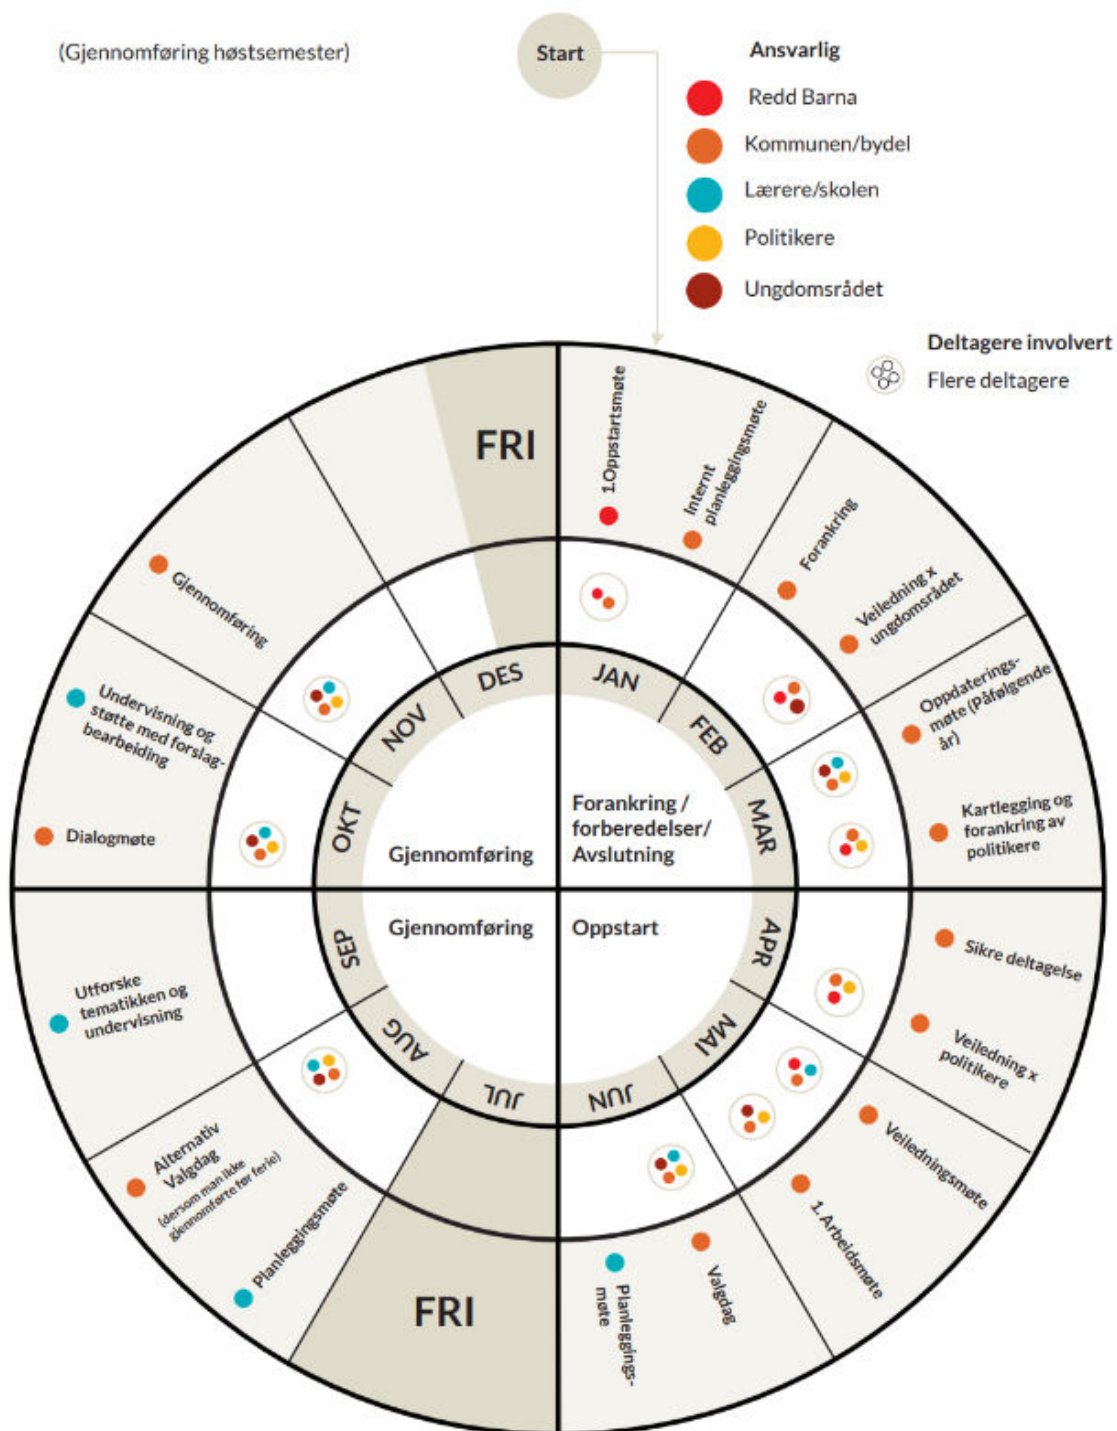 (Gjennomføring høstsemester)
Start
Ansvarlig
Redd Barna
Kommunen/bydel
Lærere/skolen
Politikere
Ungdomsrådet
Deltagere involvert
Flere deltagere
FRI
1.Oppstartsmøte
Internt
planleggingsmøte
Forankring
Veiledning x
ungdomsrådet
Oppdaterings-
møte (Påfølgende
år)
Kartlegging og
forankring av
politikere
Sikre deltagelse
Veiledning x
politikere
Veiledningsmøte
1. Arbeidsmøte
Valgdag
Planleggings-
møte
FRI
Planleggingsmøte
Alternativ
Valgdag
(dersom man ikke
gjennomførte før ferie)
Utforske
tematikken og
undervisning
Dialogmøte
Undervisning og
støtte med forslag-
bearbeiding
Gjennomføring
JAN
FEB
MAR
APR
MAI
JUN
JUL
AUG
SEP
OKT
NOV
DES
Forankring /
forberedelser/
Avslutning
Gjennomføring
Gjennomføring
Oppstart